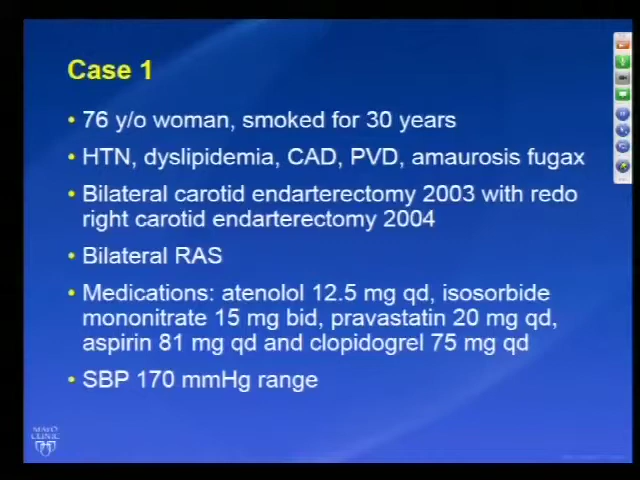 Case 1
• 76 y/o woman, smoked for 30 years
• HTN, dyslipidemia, CAD, PVD, amaurosis fugax
• Bilateral carotid endarterectomy 2003 with redo
right carotid endarterectomy 2004
• Bilateral RAS
• Medications: atenolol 12.5 mg qd, isosorbide
mononitrate 15 mg bid, pravastatin 20 mg qd,
aspirin 81 mg qd and clopidogrel 75 mg qd
• SBP 170 mmHg range
MAYO
CLINIC